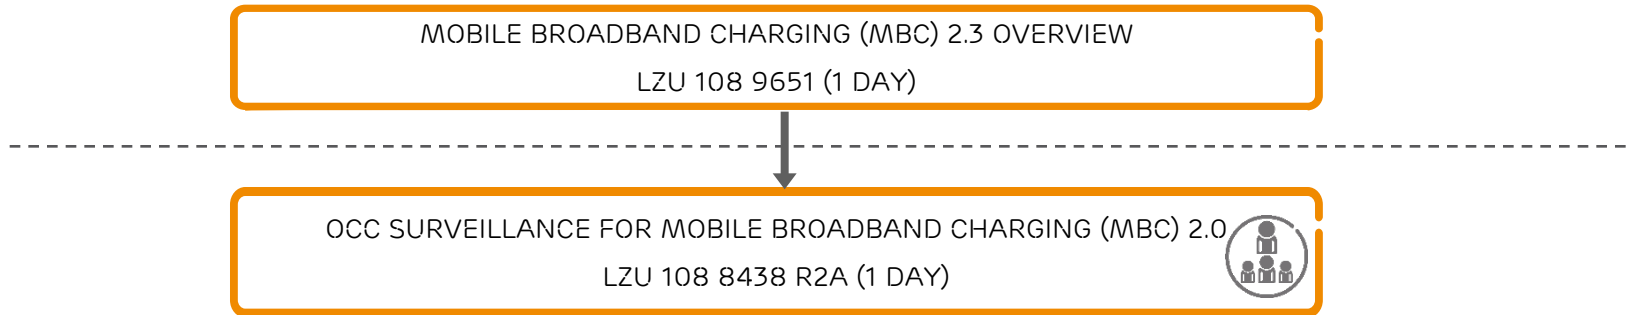 MOBILE BROADBAND CHARGING (MBC) 2.3 OVERVIEW
LZU 108 9651 (1 DAY)
OCC SURVEILLANCE FOR MOBILE BROADBAND CHARGING (MBC) 2.0
LZU 108 8438 R2A (1 DAY)